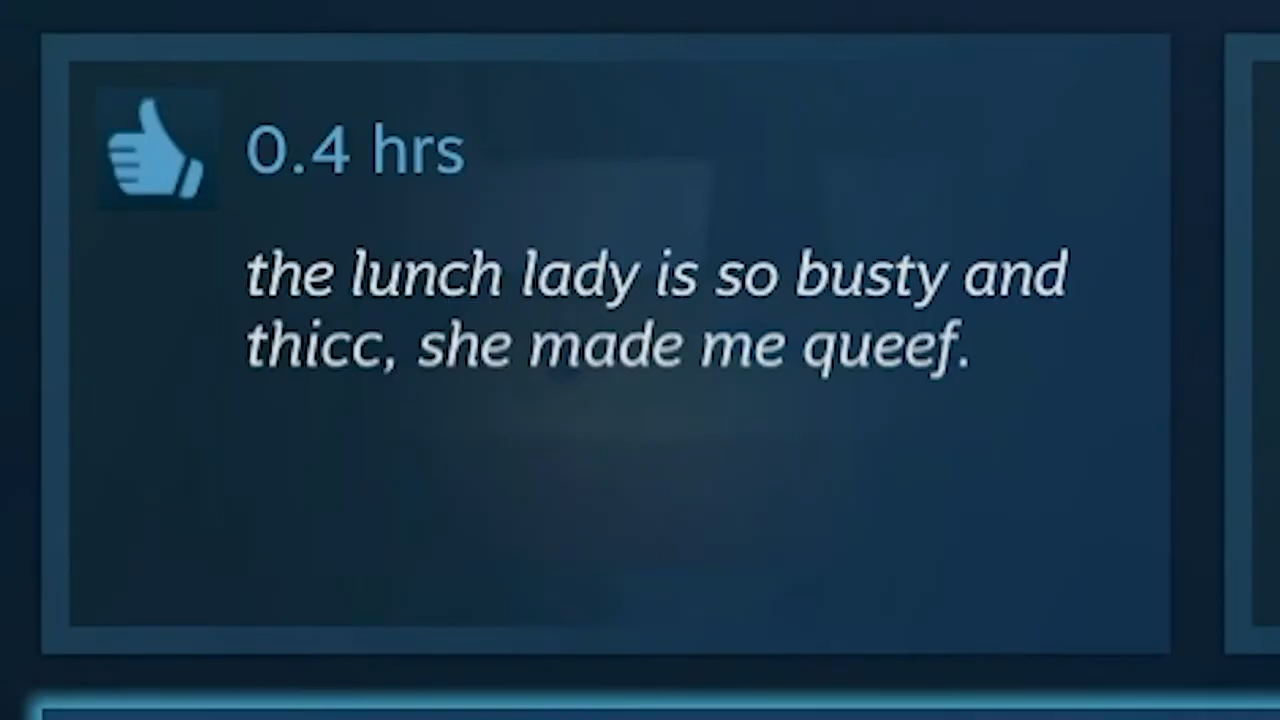 0.4 hrs
the lunch lady is so busty and
thicc, she made me queef.